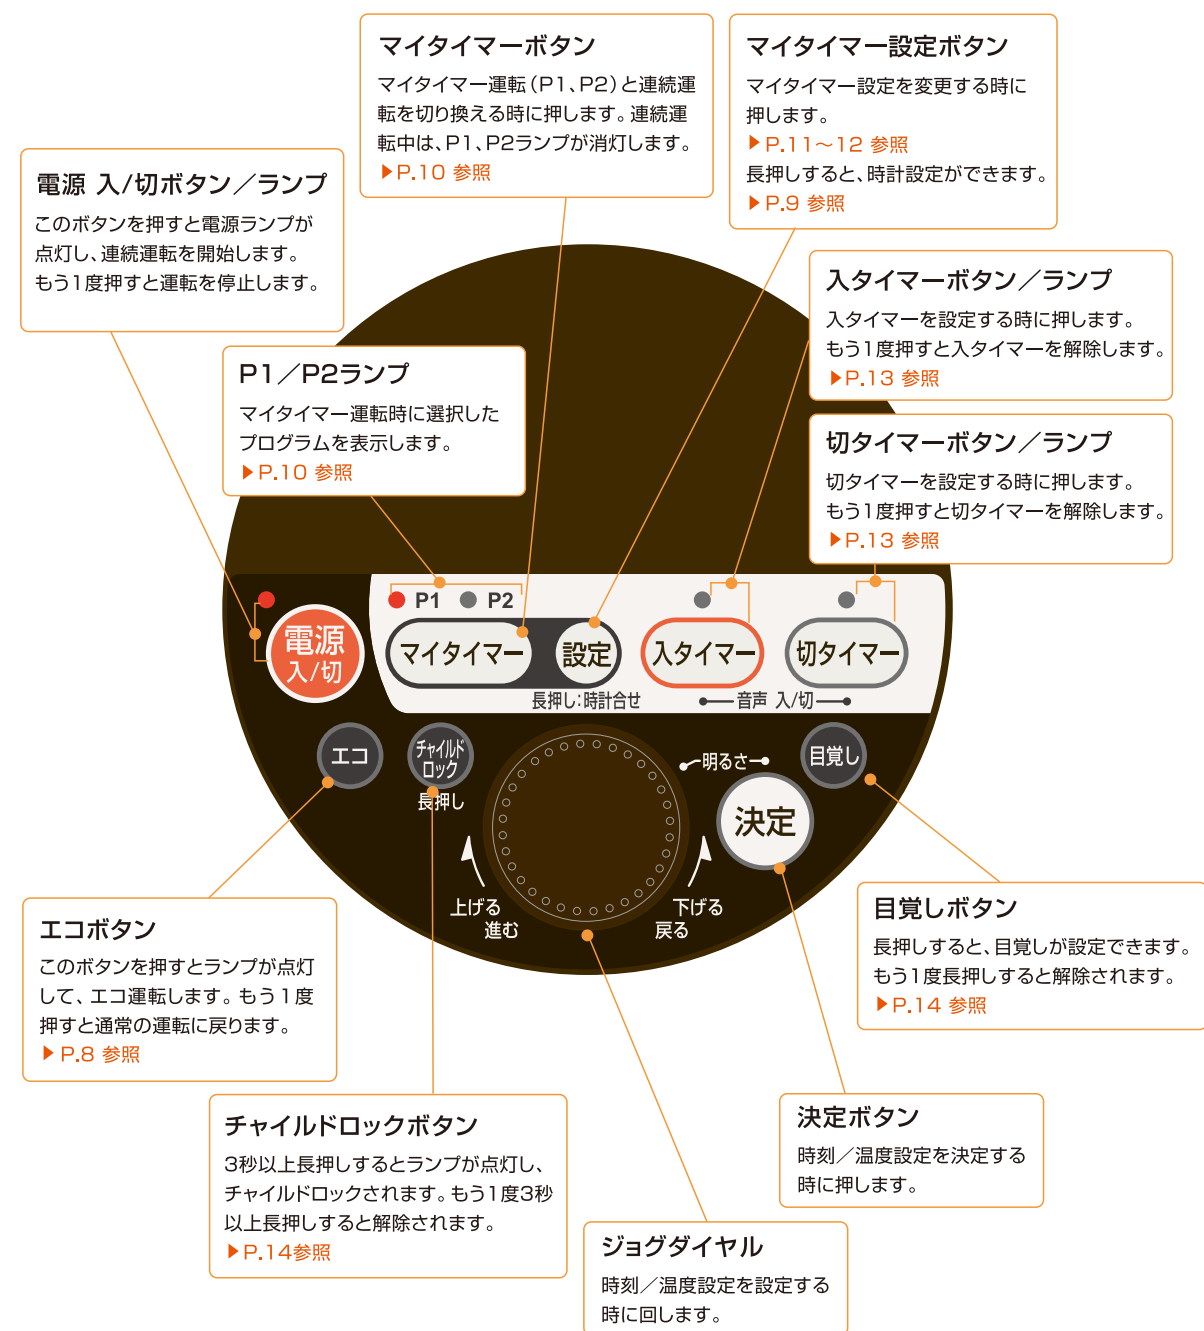 マイタイマーボタン
マイタイマー運転（P1、P2）と連続運
転を切り換える時に押します。連続運
転中は、P1、P2ランプが消灯します。
▶P.10 参照
マイタイマー設定ボタン
マイタイマー設定を変更する時に
押します。
▶P.11～12 参照
長押しすると、時計設定ができます。
▶P.9 参照
電源 入/切ボタン／ランプ
このボタンを押すと電源ランプが
点灯し、連続運転を開始します。
もう1度押すと運転を停止します。
入タイマーボタン／ランプ
入タイマーを設定する時に押します。
もう1度押すと入タイマーを解除します。
▶P.13 参照
P1／P2ランプ
マイタイマー運転時に選択した
プログラムを表示します。
▶P.10 参照
切タイマーボタン／ランプ
切タイマーを設定する時に押します。
もう1度押すと切タイマーを解除します。
▶P.13 参照
P1 P2
電源
入/切
マイタイマー 設定 入タイマー 切タイマー
長押し：時計合せ 音声 入/切
エコ
チャイルド
ロック
長押し
明るさ
目覚し
決定
上げる
進む
下げる
戻る
エコボタン
このボタンを押すとランプが点灯
して、エコ運転します。もう1度
押すと通常の運転に戻ります。
▶P.8 参照
目覚しボタン
長押しすると、目覚しが設定できます。
もう1度長押しすると解除されます。
▶P.14 参照
チャイルドロックボタン
3秒以上長押しするとランプが点灯し、
チャイルドロックされます。もう1度3秒
以上長押しすると解除されます。
▶P.14参照
決定ボタン
時刻／温度設定を決定する
時に押します。
ジョグダイヤル
時刻／温度設定を設定する
時に回します。